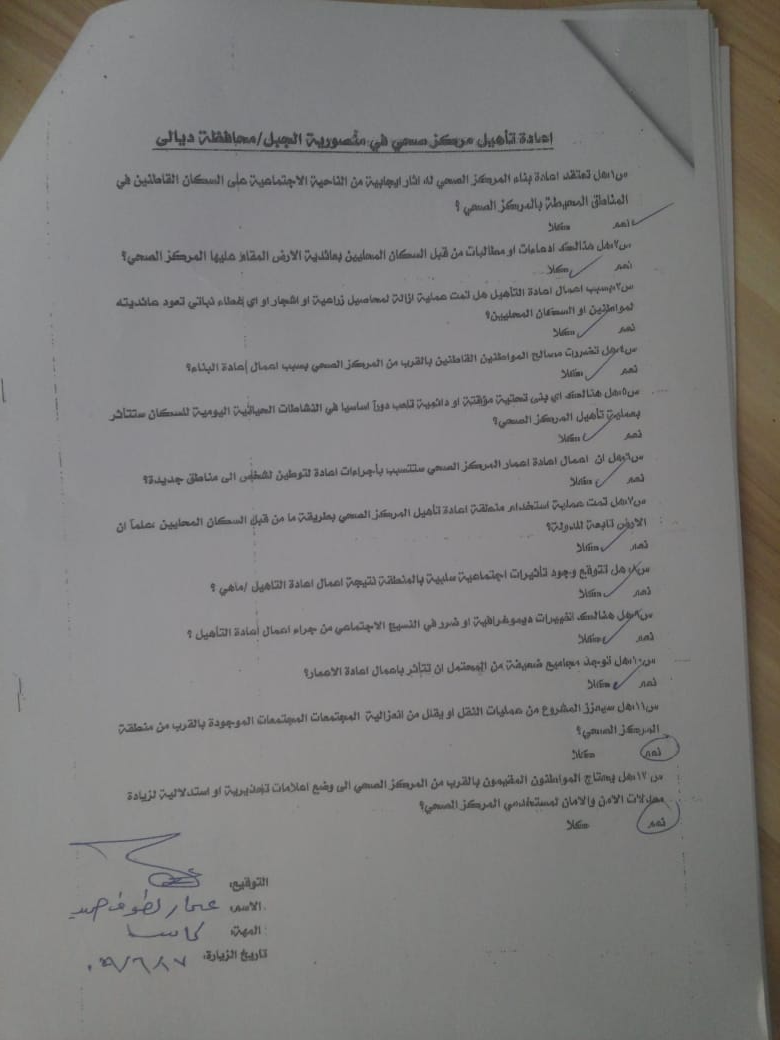 إعادة تأهيل مركز صحي في منصورية الجبل/محافظة ديالى
س١:هل تعتقد اعادة بناء المركز الصحي له اثار ايجابية من الناحية الاجتماعية على السكان القاطنين في
المناطق المحيطة بالمركز الصحي ؟
نعم كلا
س٢:هل هنالك ادعاءات او مطالبات من قبل السكان المحليين بعائدية الارض المقام عليها المركز الصحي؟
نعم كلا
س٣:بسبب اعمال اعادة التأهيل هل تمت عملية ازالة لمحاصيل زراعية او اشجار او اي غطاء نباتي تعود عائديته
لمواطنين او السكان المحليين؟
نعم كلا
س٤:هل تضررت مصالح المواطنين القاطنين بالقرب من المركز الصحي بسبب اعمال إعادة البناء؟
نعم كلا
س٥:هل هنالك اي بنى تحتية مؤقتة او دائمية تلعب دوراً اساسيا في النشاطات الحياتية اليومية للسكان ستتأثر
بعملية تأهيل المركز الصحي؟
نعم كلا
س٦:هل ان اعمال اعادة اعمار المركز الصحي ستتسبب بأجراءات اعادة لتوطين لشخص الى مناطق جديدة؟
نعم كلا
س٧:هل تمت عملية استخدام منطقة اعادة تأهيل المركز الصحي بطريقة ما من قبل السكان المحليين علماً ان
الارض تابعة للدولة؟
نعم كلا
س٨:هل تتوقع وجود تأثيرات اجتماعية سلبية بالمنطقة نتيجة اعمال اعادة التاهيل /ماهي ؟
نعم كلا
س٩:هل هنالك تغييرات ديموغرافية او ضرر في النسيج الاجتماعي من جراء اعمال أعادة التأهيل ؟
نعم كلا
س١٠:هل توجد مجاميع ضعيفة من المحتمل ان تتأثر باعمال اعادة الاعمار؟
نعم كلا
س١١:هل سيعزز المشروع من عمليات النقل او يقلل من انعزالية المجتمعات المجتمعات الموجودة بالقرب من منطقة
المركز الصحي؟
نعم كلا
س١٢:هل يحتاج المواطنون المقيمون بالقرب من المركز الصحي الى وضع اعلامات تحذيرية او استدلالية لزيادة
معدلات الامن والامان لمستخدمي المركز الصحي؟
نعم كلا
التوقيع:
الاسم: عمار لطوف حميد
المهنة:
تاريخ الزيارة: